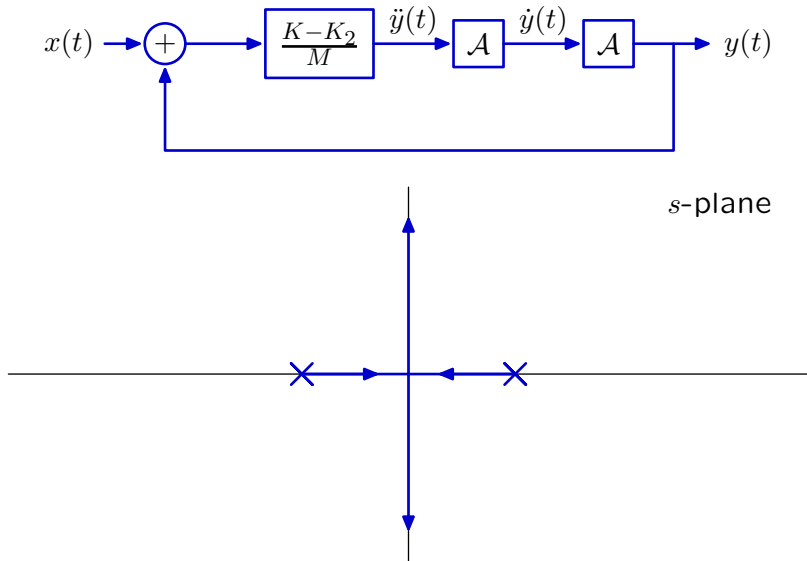 x(t) + K−K₂ / M ÿ(t) 𝒜 ẏ(t) 𝒜 y(t)
s-plane